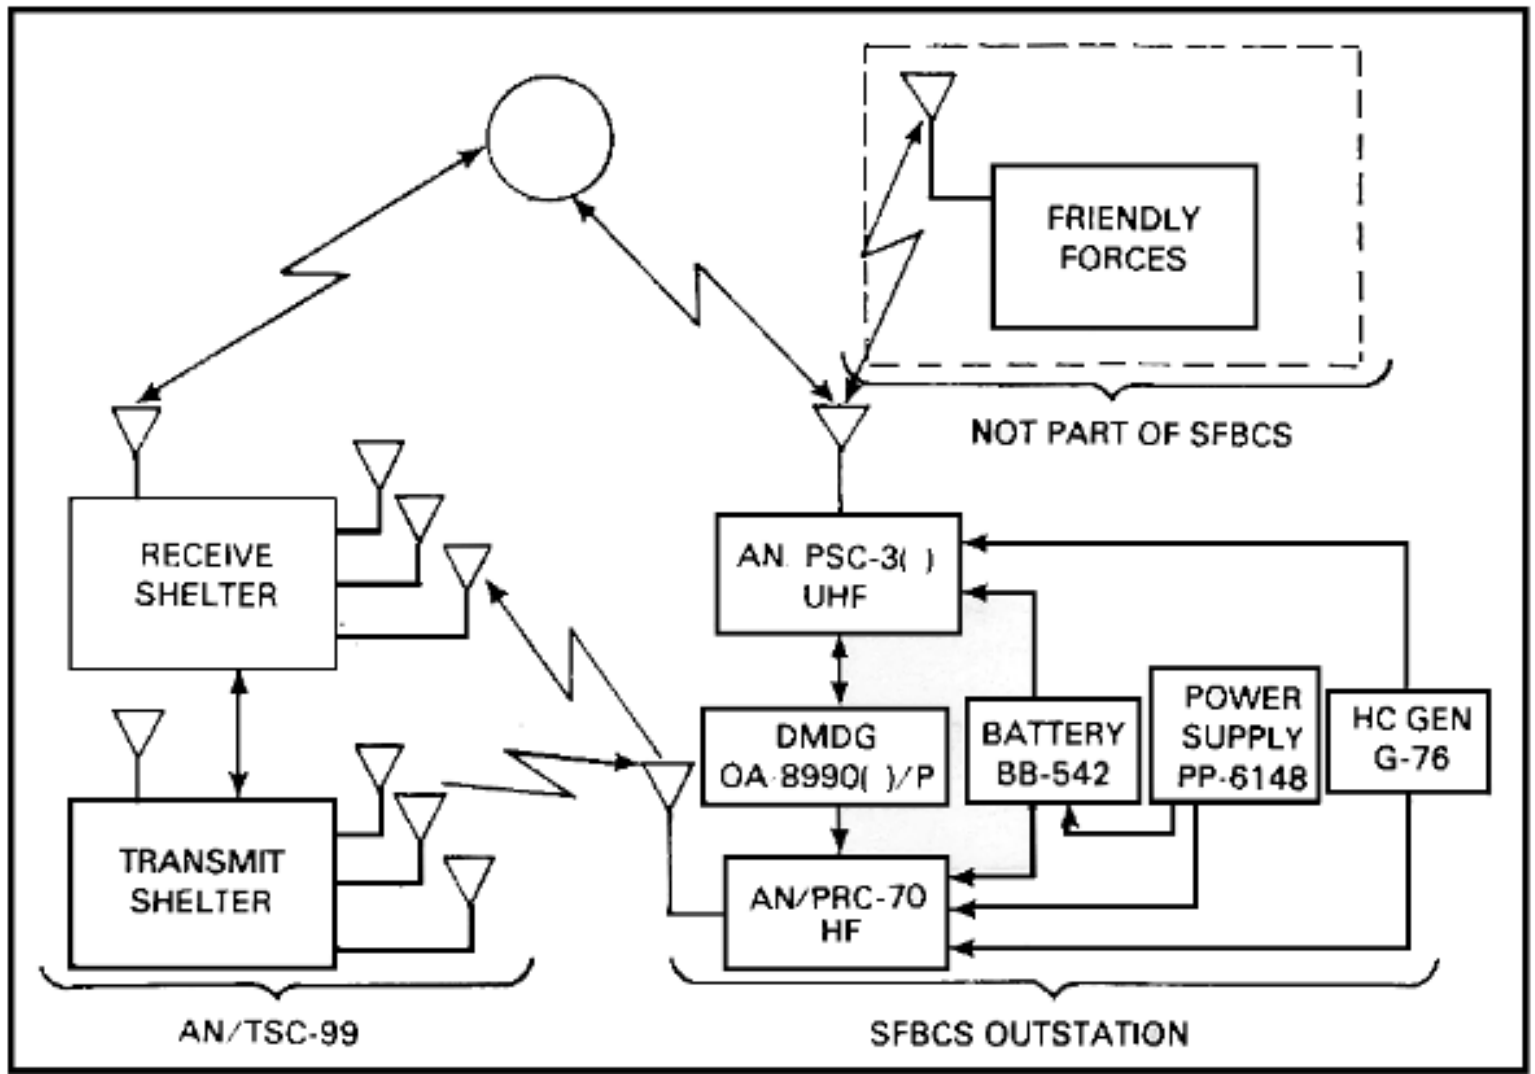 FRIENDLY
FORCES
NOT PART OF SFBCS
RECEIVE
SHELTER
AN PSC-3( )
UHF
DMDG
OA-8990( )/P
BATTERY
BB-542
POWER
SUPPLY
PP-6148
HC GEN
G-76
TRANSMIT
SHELTER
AN/PRC-70
HF
AN/TSC-99
SFBCS OUTSTATION